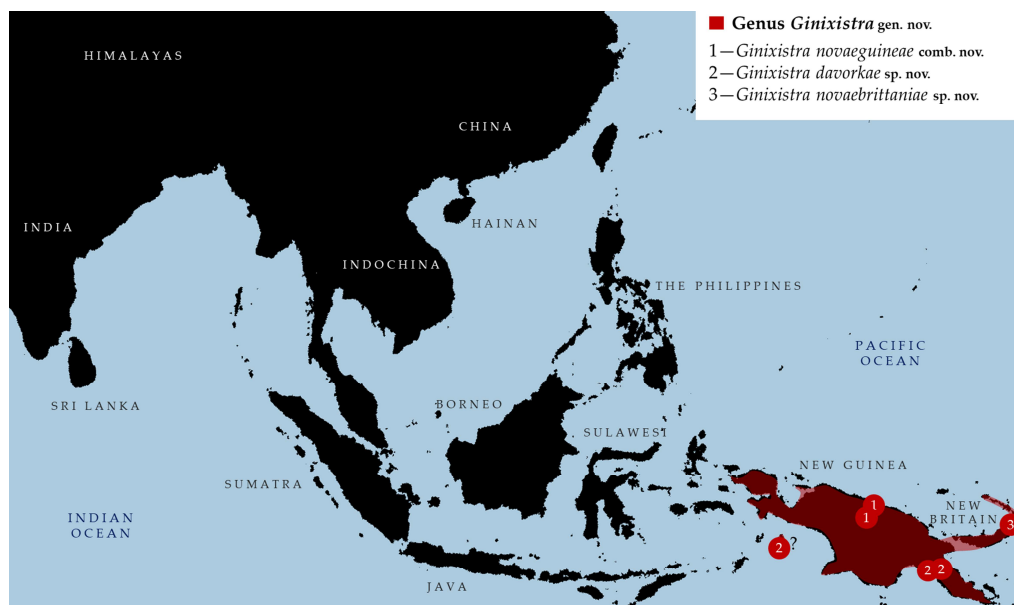 Genus Ginixistra gen. nov.
1—Ginixistra novaeguineae comb. nov.
2—Ginixistra davorkae sp. nov.
3—Ginixistra novaebrittaniae sp. nov.
HIMALAYAS
CHINA
INDIA
HAINAN
INDOCHINA
THE PHILIPPINES
PACIFIC
OCEAN
SRI LANKA
BORNEO
SULAWESI
NEW GUINEA
SUMATRA
INDIAN
OCEAN
NEW
BRITAIN
1
1
3
2 ?
2 2
JAVA